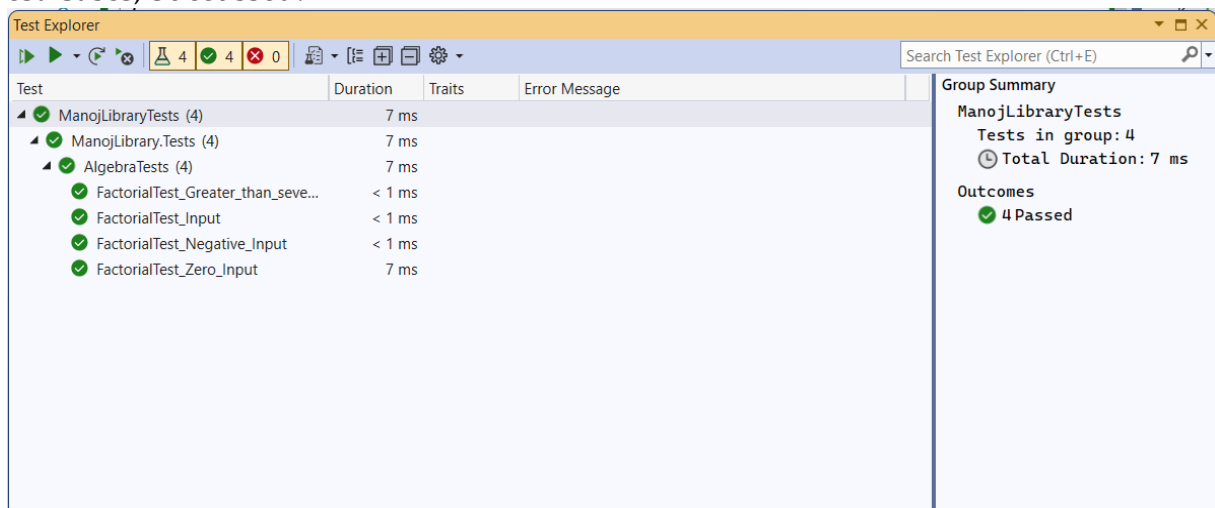 Test Explorer
4 4 0
Search Test Explorer (Ctrl+E)
Test Duration Traits Error Message
ManojLibraryTests (4) 7 ms
ManojLibrary.Tests (4) 7 ms
AlgebraTests (4) 7 ms
FactorialTest_Greater_than_seve... < 1 ms
FactorialTest_Input < 1 ms
FactorialTest_Negative_Input < 1 ms
FactorialTest_Zero_Input 7 ms
Group Summary
ManojLibraryTests
Tests in group: 4
Total Duration: 7 ms
Outcomes
4 Passed